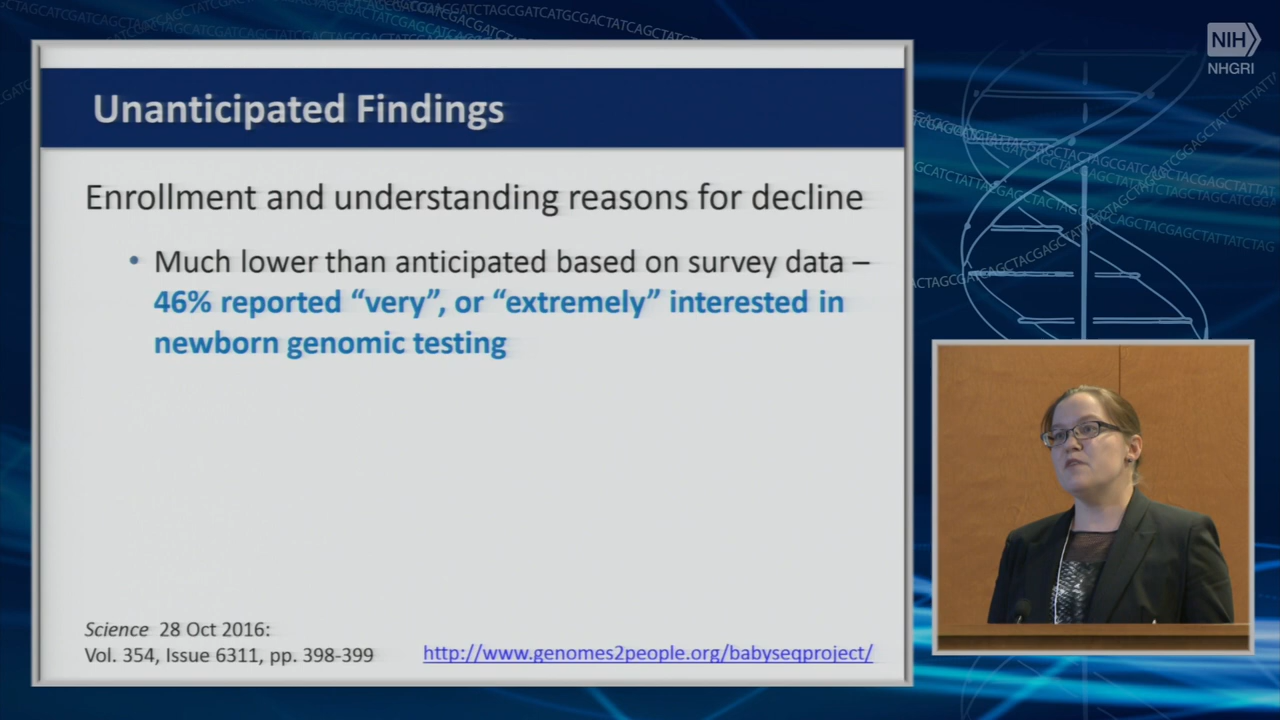 NIH
NHGRI
Unanticipated Findings
Enrollment and understanding reasons for decline
• Much lower than anticipated based on survey data –
46% reported “very”, or “extremely” interested in
newborn genomic testing
Science 28 Oct 2016:
Vol. 354, Issue 6311, pp. 398-399
http://www.genomes2people.org/babyseqproject/